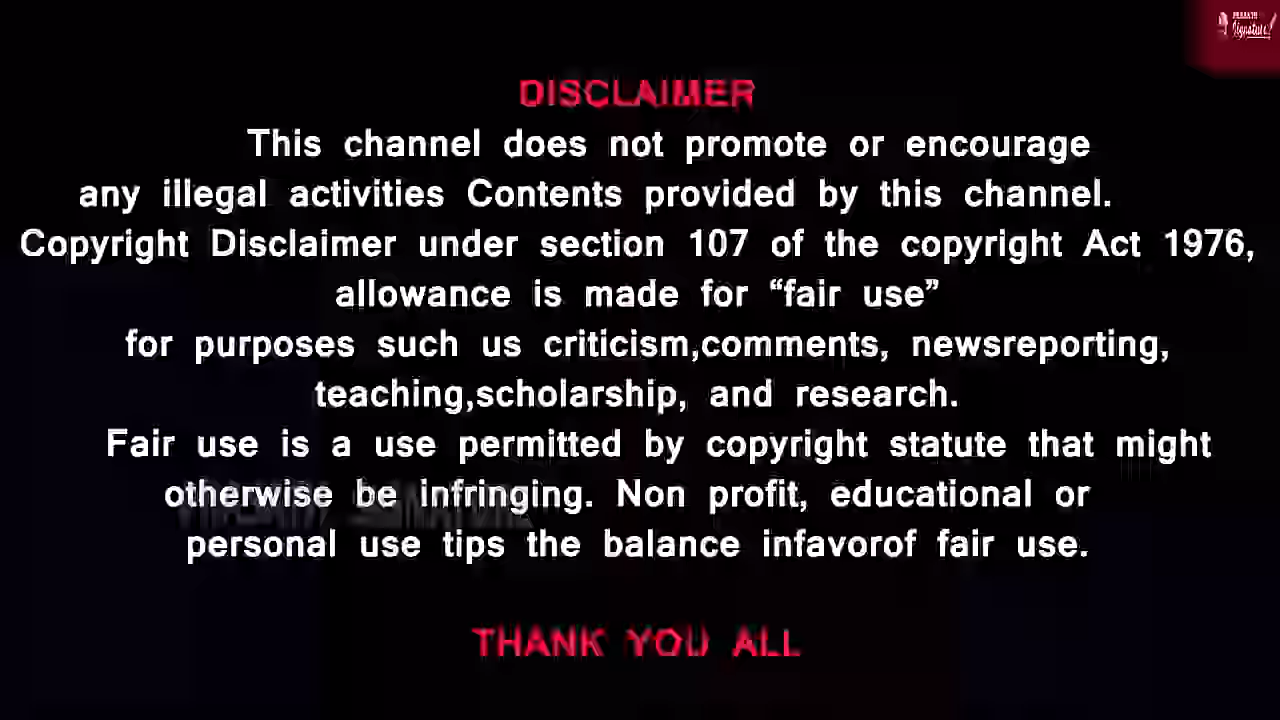 Signature
DISCLAIMER
This channel does not promote or encourage
any illegal activities Contents provided by this channel.
Copyright Disclaimer under section 107 of the copyright Act 1976,
allowance is made for “fair use”
for purposes such us criticism,comments, newsreporting,
teaching,scholarship, and research.
Fair use is a use permitted by copyright statute that might
otherwise be infringing. Non profit, educational or
personal use tips the balance infavorof fair use.
THANK YOU ALL